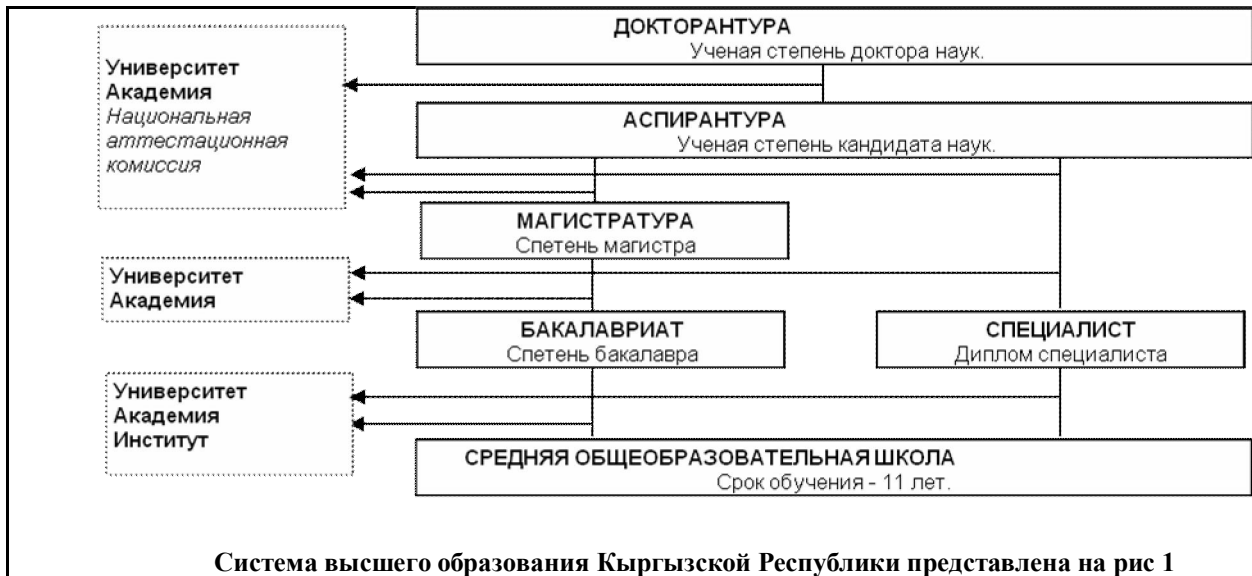 ДОКТОРАНТУРА
Ученая степень доктора наук.
Университет
Академия
Национальная
аттестационная
комиссия
АСПИРАНТУРА
Ученая степень кандидата наук.
МАГИСТРАТУРА
Спетень магистра
Университет
Академия
БАКАЛАВРИАТ
Спетень бакалавра
СПЕЦИАЛИСТ
Диплом специалиста
Университет
Академия
Институт
СРЕДНЯЯ ОБЩЕОБРАЗОВАТЕЛЬНАЯ ШКОЛА
Срок обучения - 11 лет.
Система высшего образования Кыргызской Республики представлена на рис 1